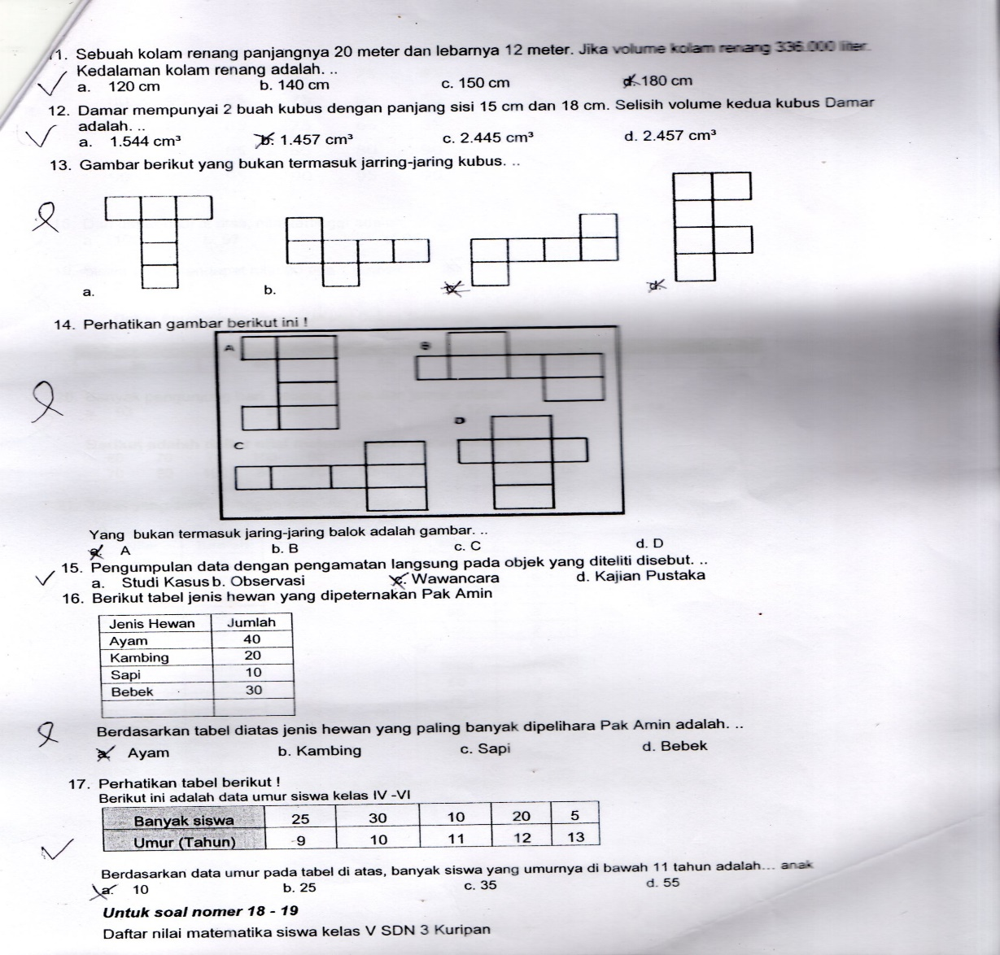 11. Sebuah kolam renang panjangnya 20 meter dan lebarnya 12 meter. Jika volume kolam renang 336.000 liter.
Kedalaman kolam renang adalah. ..
a. 120 cm b. 140 cm c. 150 cm d. 180 cm
12. Damar mempunyai 2 buah kubus dengan panjang sisi 15 cm dan 18 cm. Selisih volume kedua kubus Damar
adalah. ..
a. 1.544 cm³ b. 1.457 cm³ c. 2.445 cm³ d. 2.457 cm³
13. Gambar berikut yang bukan termasuk jarring-jaring kubus. ..
a. b. c. d.
14. Perhatikan gambar berikut ini !
A B
D
C
Yang bukan termasuk jaring-jaring balok adalah gambar. ..
a. A b. B c. C d. D
15. Pengumpulan data dengan pengamatan langsung pada objek yang diteliti disebut. ..
a. Studi Kasus b. Observasi c. Wawancara d. Kajian Pustaka
16. Berikut tabel jenis hewan yang dipeternakan Pak Amin
Jenis Hewan Jumlah
Ayam 40
Kambing 20
Sapi 10
Bebek 30
Berdasarkan tabel diatas jenis hewan yang paling banyak dipelihara Pak Amin adalah. ..
a. Ayam b. Kambing c. Sapi d. Bebek
17. Perhatikan tabel berikut !
Berikut ini adalah data umur siswa kelas IV -VI
Banyak siswa 25 30 10 20 5
Umur (Tahun) 9 10 11 12 13
Berdasarkan data umur pada tabel di atas, banyak siswa yang umurnya di bawah 11 tahun adalah... anak
a. 10 b. 25 c. 35 d. 55
Untuk soal nomer 18 - 19
Daftar nilai matematika siswa kelas V SDN 3 Kuripan